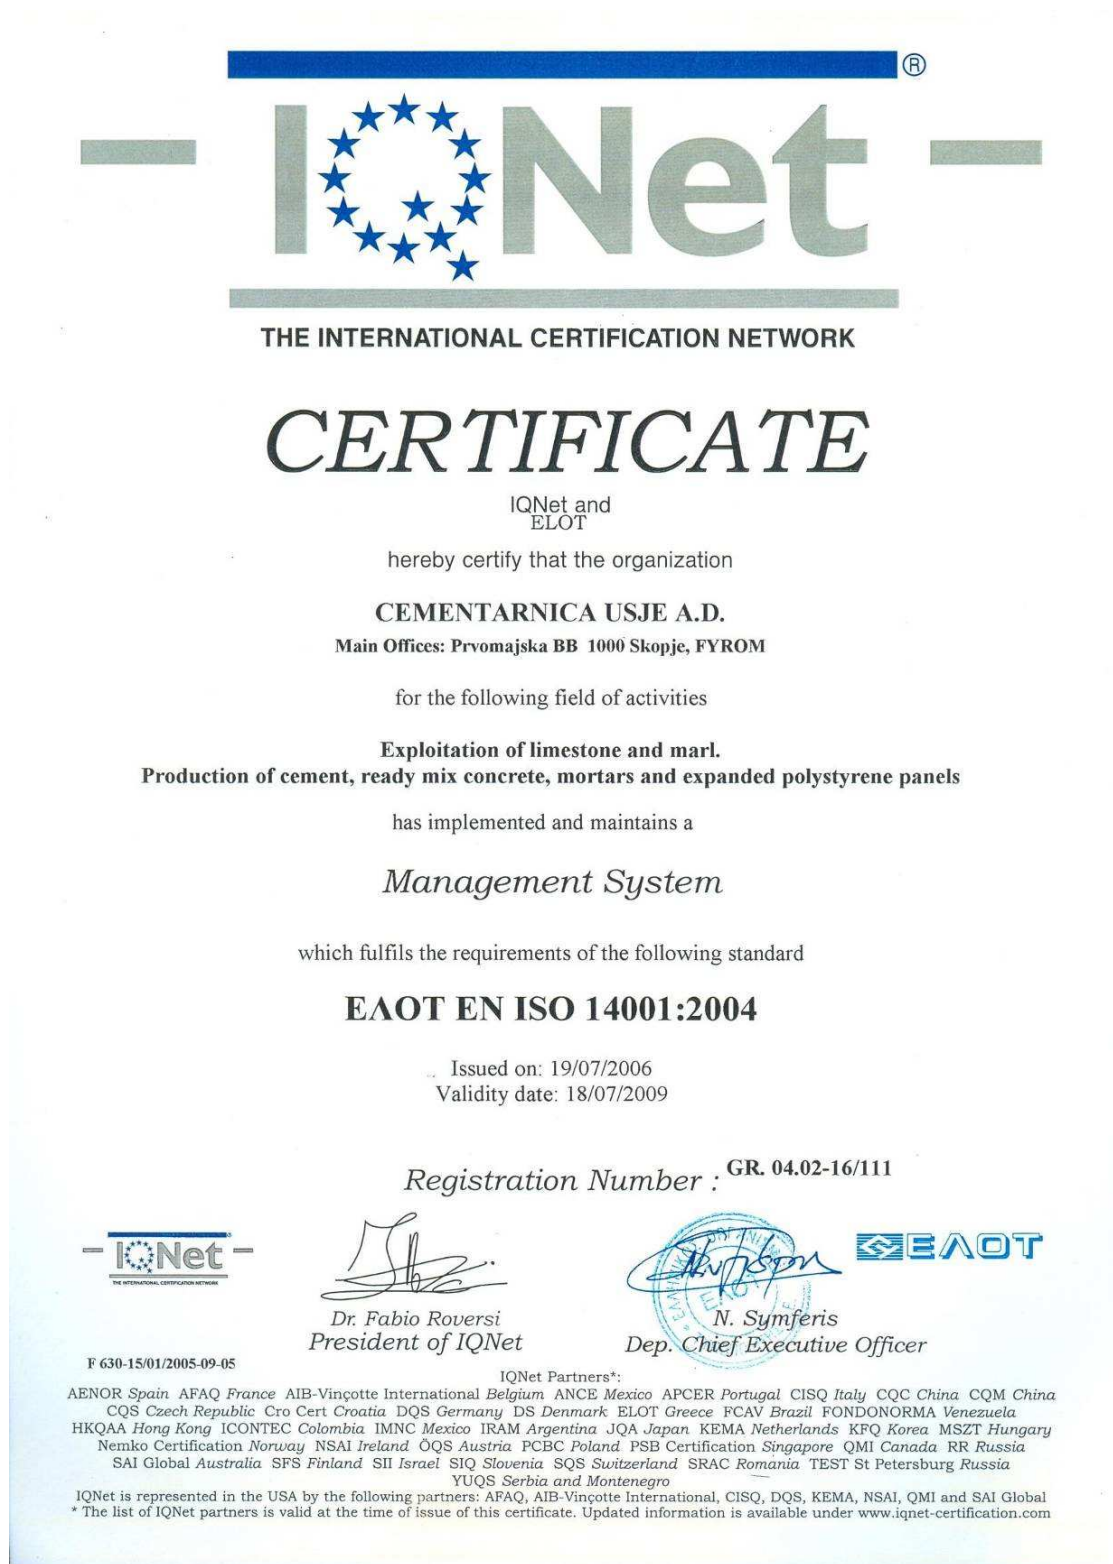 ®
IQNet
THE INTERNATIONAL CERTIFICATION NETWORK
CERTIFICATE
IQNet and
ELOT
hereby certify that the organization
CEMENTARNICA USJE A.D.
Main Offices: Prvomajska BB 1000 Skopje, FYROM
for the following field of activities
Exploitation of limestone and marl.
Production of cement, ready mix concrete, mortars and expanded polystyrene panels
has implemented and maintains a
Management System
which fulfils the requirements of the following standard
ΕΛΟΤ EN ISO 14001:2004
Issued on: 19/07/2006
Validity date: 18/07/2009
Registration Number : GR. 04.02-16/111
IQNet
THE INTERNATIONAL CERTIFICATION NETWORK
ΕΛΟΤ
Dr. Fabio Roversi
President of IQNet
N. Symferis
Dep. Chief Executive Officer
F 630-15/01/2005-09-05
IQNet Partners*:
AENOR Spain AFAQ France AIB-Vinçotte International Belgium ANCE Mexico APCER Portugal CISQ Italy CQC China CQM China
CQS Czech Republic Cro Cert Croatia DQS Germany DS Denmark ELOT Greece FCAV Brazil FONDONORMA Venezuela
HKQAA Hong Kong ICONTEC Colombia IMNC Mexico IRAM Argentina JQA Japan KEMA Netherlands KFQ Korea MSZT Hungary
Nemko Certification Norway NSAI Ireland ÖQS Austria PCBC Poland PSB Certification Singapore QMI Canada RR Russia
SAI Global Australia SFS Finland SII Israel SIQ Slovenia SQS Switzerland SRAC Romania TEST St Petersburg Russia
YUQS Serbia and Montenegro
IQNet is represented in the USA by the following partners: AFAQ, AIB-Vinçotte International, CISQ, DQS, KEMA, NSAI, QMI and SAI Global
* The list of IQNet partners is valid at the time of issue of this certificate. Updated information is available under www.iqnet-certification.com